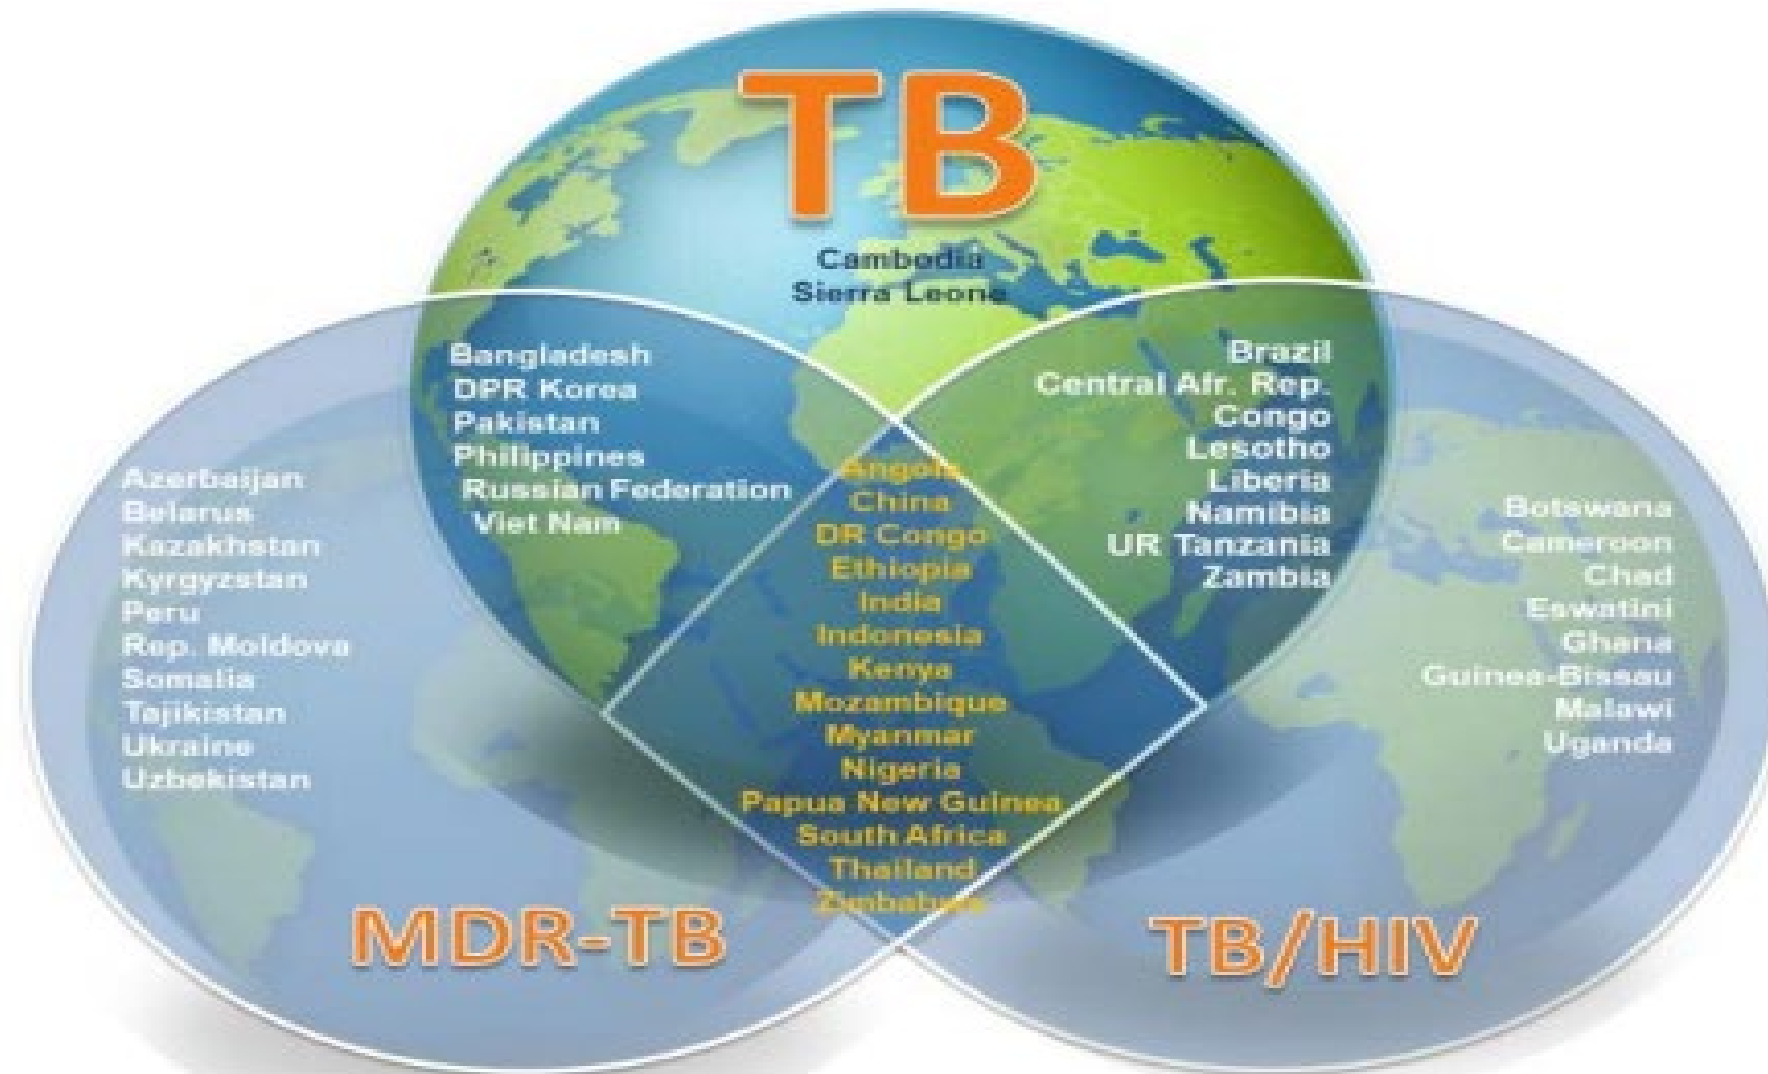 TB
Cambodia
Sierra Leone
Bangladesh
DPR Korea
Pakistan
Philippines
Russian Federation
Viet Nam
Brazil
Central Afr. Rep.
Congo
Lesotho
Liberia
Namibia
UR Tanzania
Zambia
Azerbaijan
Belarus
Kazakhstan
Kyrgyzstan
Peru
Rep. Moldova
Somalia
Tajikistan
Ukraine
Uzbekistan
Angola
China
DR Congo
Ethiopia
India
Indonesia
Kenya
Mozambique
Myanmar
Nigeria
Papua New Guinea
South Africa
Thailand
Zimbabwe
Botswana
Cameroon
Chad
Eswatini
Ghana
Guinea-Bissau
Malawi
Uganda
MDR-TB
TB/HIV